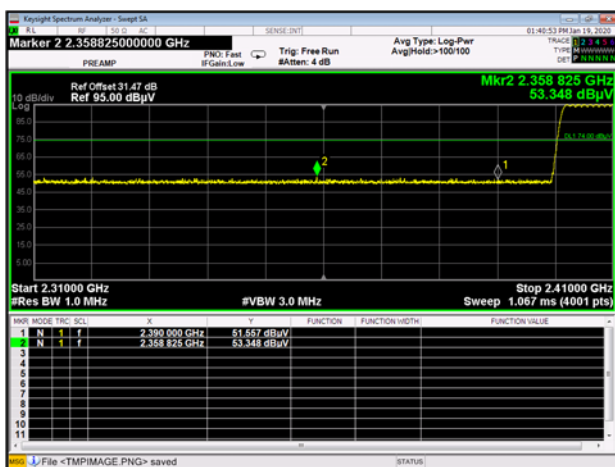 Keysight Spectrum Analyzer - Swept SA
RL RF 50 Ω AC SENSE:INT 01:40:53 PM Jan 19, 2020
Marker 2 2.358825000000 GHz
PREAMP
PNO: Fast
IFGain:Low
Trig: Free Run
#Atten: 4 dB
Avg Type: Log-Pwr
Avg|Hold:>100/100
TRACE 1 2 3 4 5
TYPE M
DET P N N N N N
Mkr2 2.358 825 GHz
53.348 dBµV
Ref Offset 31.47 dB
10 dB/div Ref 95.00 dBµV
Log
85.0
75.0
DL1 74.00 dBµV
65.0
55.0
45.0
35.0
25.0
15.0
5.00
2
1
Start 2.31000 GHz Stop 2.41000 GHz
#Res BW 1.0 MHz #VBW 3.0 MHz Sweep 1.067 ms (4001 pts)
MKR MODE TRC SCL X Y FUNCTION FUNCTION WIDTH FUNCTION VALUE
1 N 1 f 2.390 000 GHz 51.557 dBµV
2 N 1 f 2.358 825 GHz 53.348 dBµV
3
4
5
6
7
8
9
10
11
MSG File <TMPIMAGE.PNG> saved STATUS